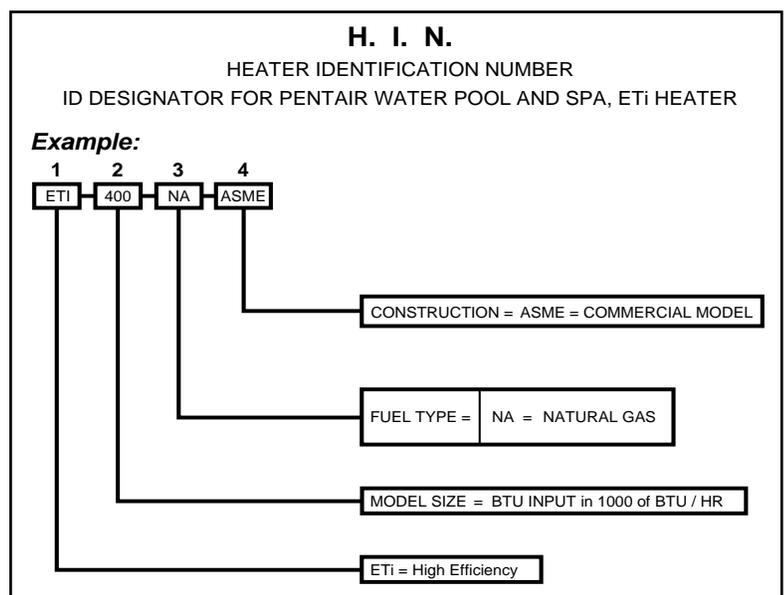 H. I. N.
HEATER IDENTIFICATION NUMBER
ID DESIGNATOR FOR PENTAIR WATER POOL AND SPA, ETi HEATER
Example:
1 2 3 4
ETI 400 NA ASME
CONSTRUCTION = ASME = COMMERCIAL MODEL
FUEL TYPE = NA = NATURAL GAS
MODEL SIZE = BTU INPUT in 1000 of BTU / HR
ETi = High Efficiency